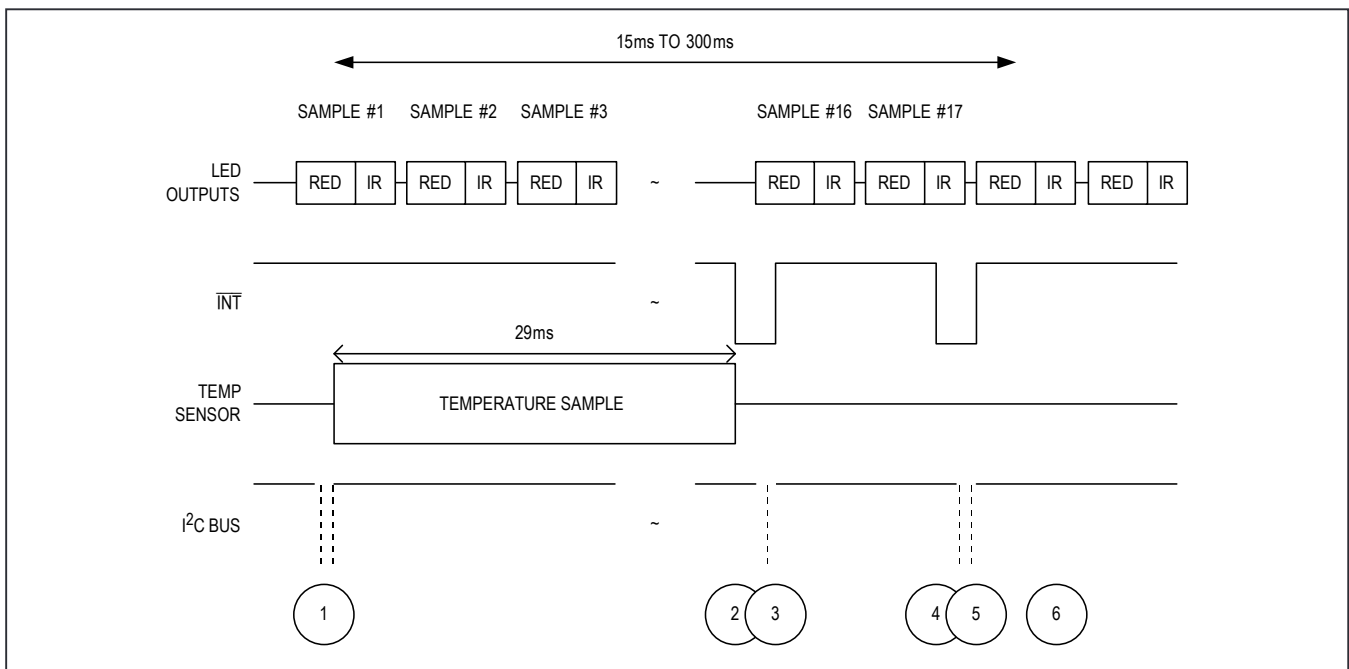 15ms TO 300ms
SAMPLE #1 SAMPLE #2 SAMPLE #3 SAMPLE #16 SAMPLE #17
LED
OUTPUTS
RED IR RED IR RED IR ~ RED IR RED IR RED IR RED IR
INT
~
29ms
TEMP
SENSOR
TEMPERATURE SAMPLE
I2C BUS
~
1 2 3 4 5 6